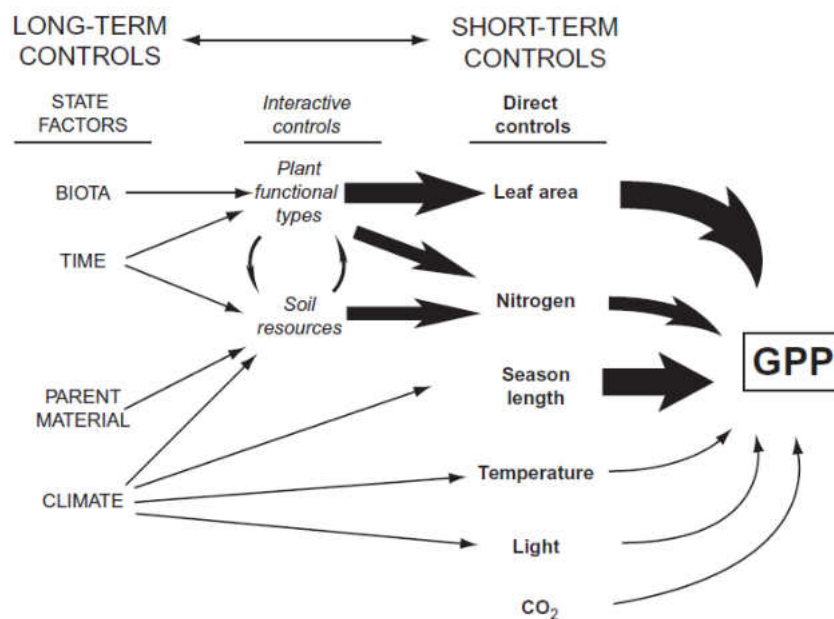 LONG-TERM
CONTROLS
SHORT-TERM
CONTROLS
STATE
FACTORS
Interactive
controls
Direct
controls
BIOTA
Plant
functional
types
Leaf area
TIME
Soil
resources
Nitrogen
PARENT
MATERIAL
Season
length
GPP
CLIMATE
Temperature
Light
CO₂